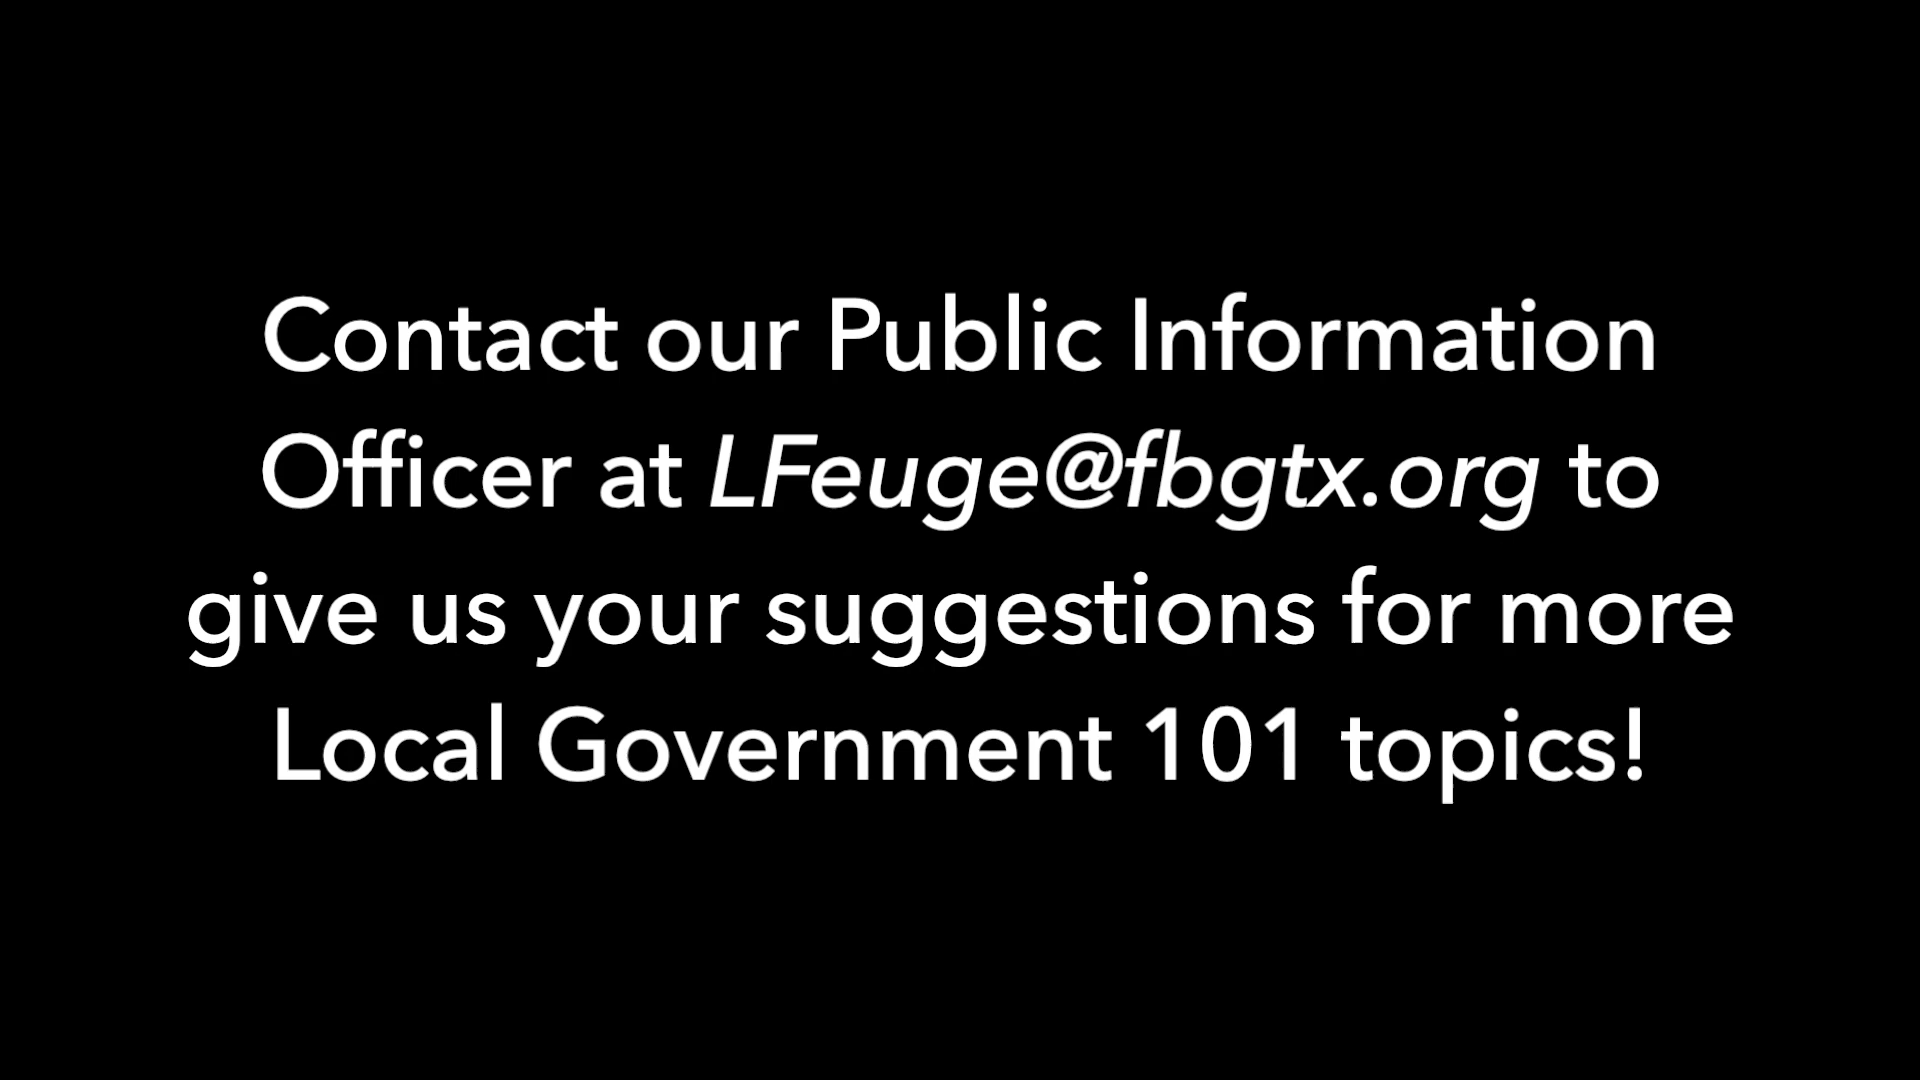 Contact our Public Information
Officer at LFeuge@fbgtx.org to
give us your suggestions for more
Local Government 101 topics!